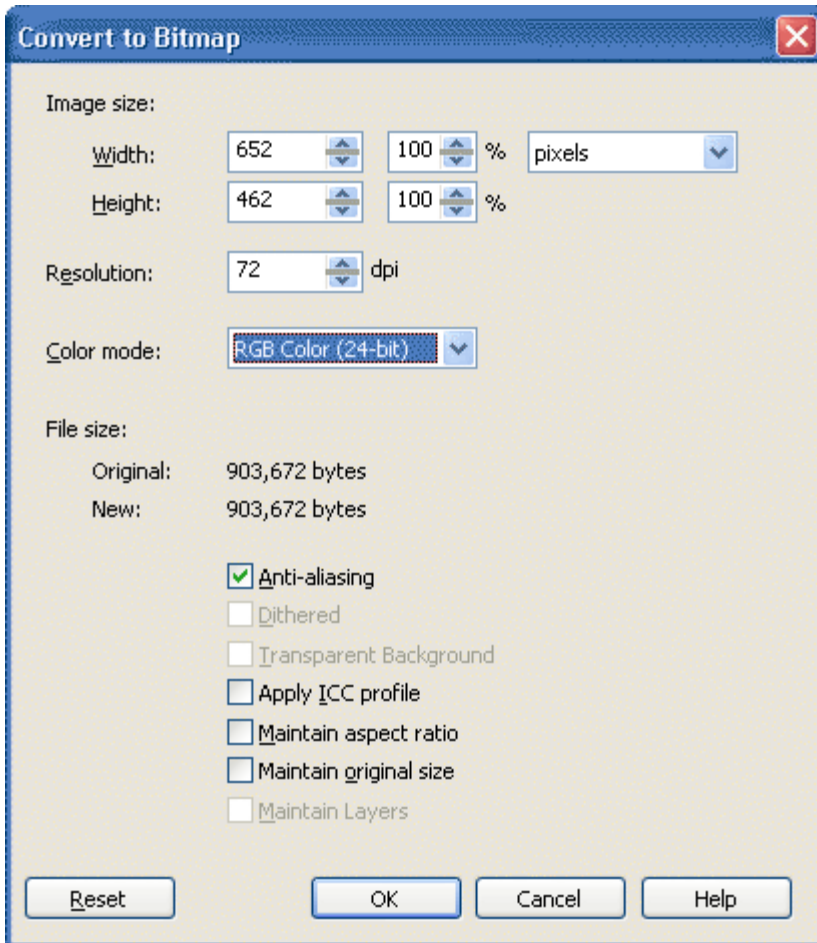 Convert to Bitmap
Image size:
Width: 652 100 % pixels
Height: 462 100 %
Resolution: 72 dpi
Color mode: RGB Color (24-bit)
File size:
Original: 903,672 bytes
New: 903,672 bytes
Anti-aliasing
Dithered
Transparent Background
Apply ICC profile
Maintain aspect ratio
Maintain original size
Maintain Layers
Reset OK Cancel Help